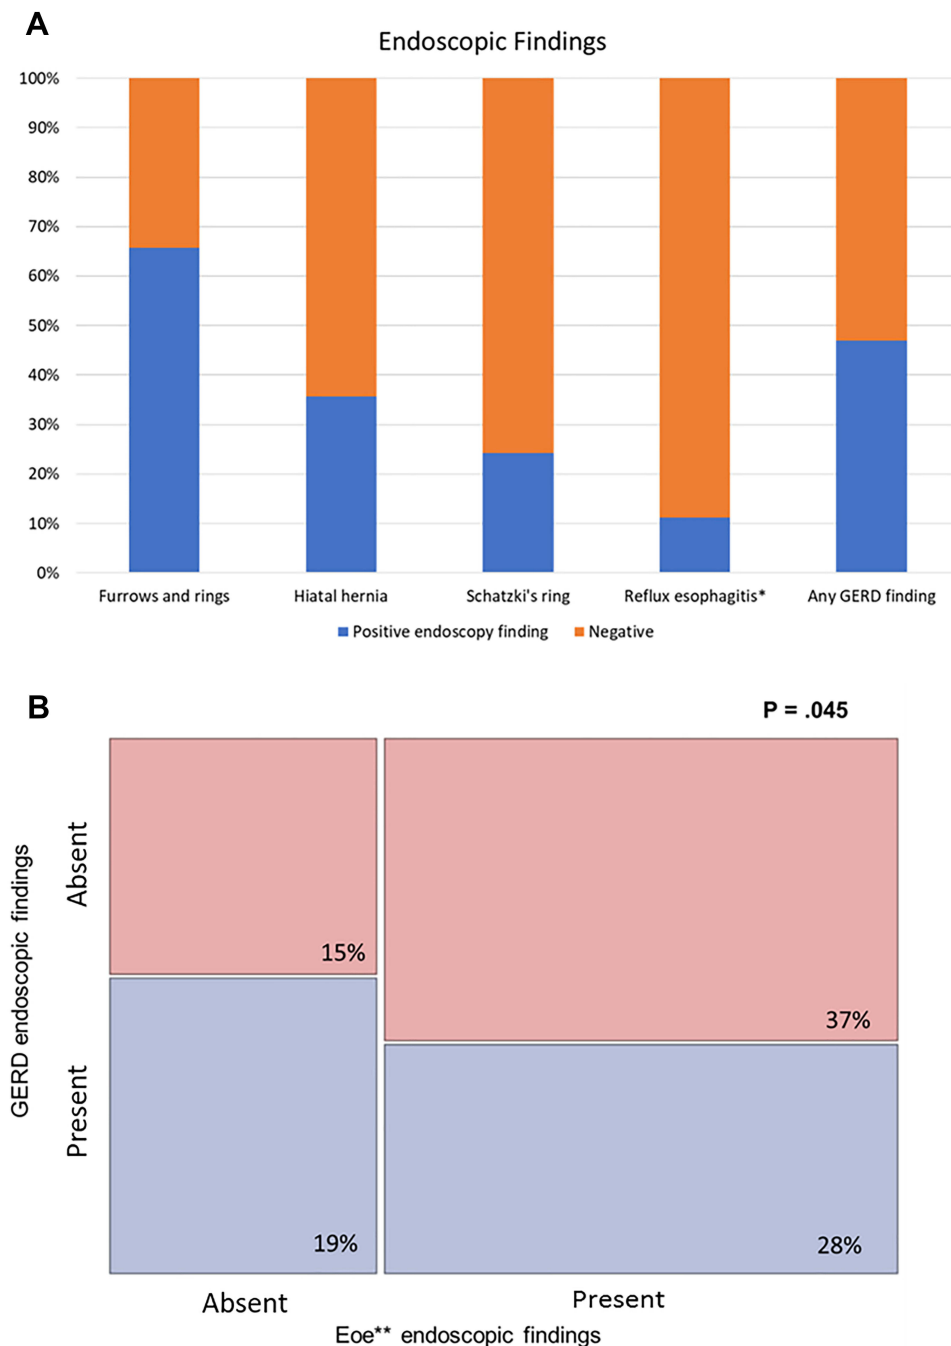 A
Endoscopic Findings
100%
90%
80%
70%
60%
50%
40%
30%
20%
10%
0%
Furrows and rings Hiatal hernia Schatzki's ring Reflux esophagitis* Any GERD finding
Positive endoscopy finding Negative
B
P = .045
GERD endoscopic findings
Absent
Present
15%
37%
19%
28%
Absent Present
Eoe** endoscopic findings